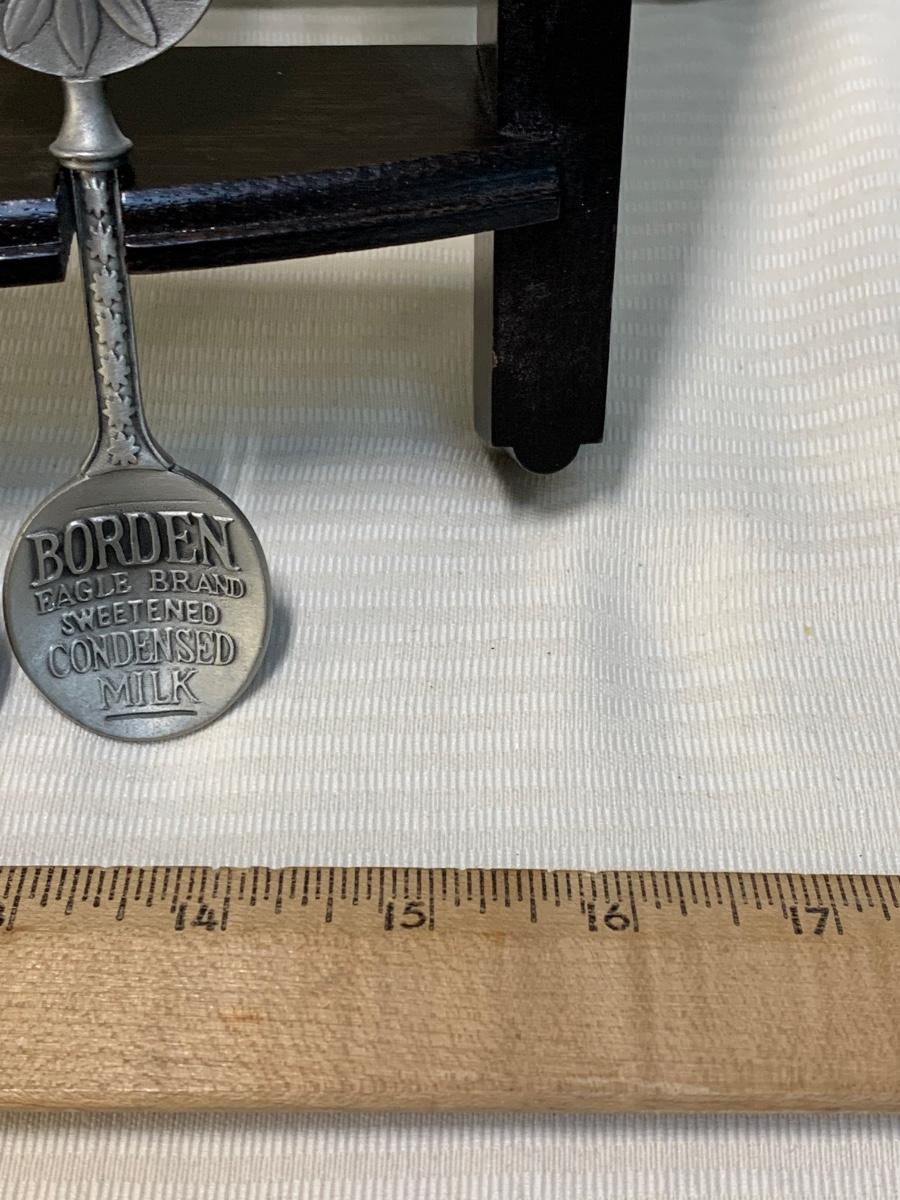 BORDEN
EAGLE BRAND
SWEETENED
CONDENSED
MILK
14 15 16 17